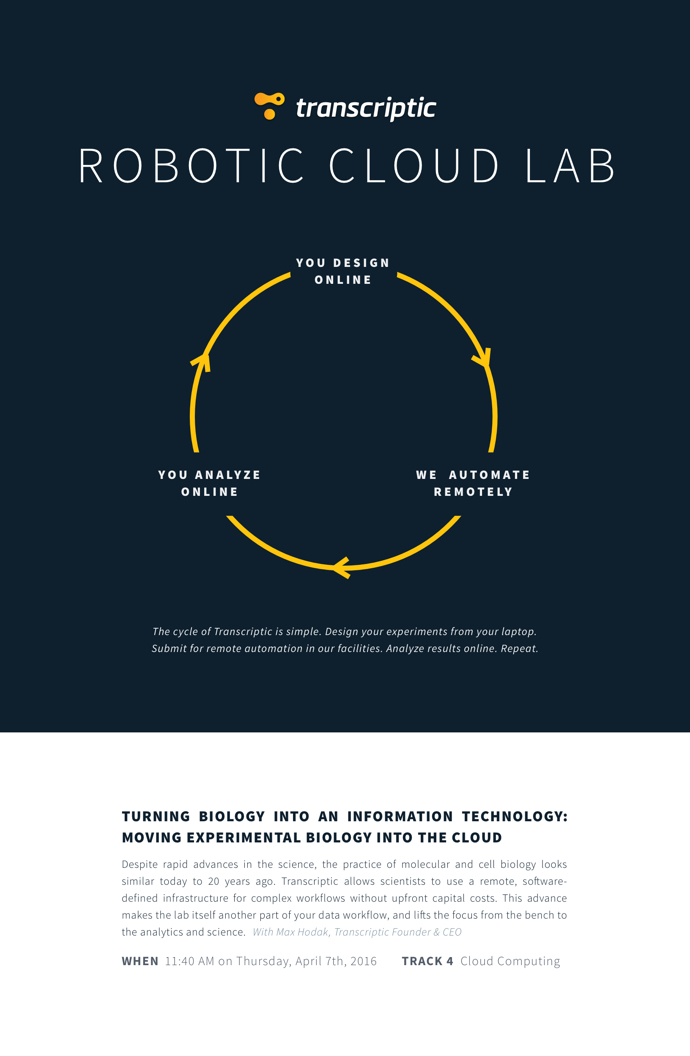 transcriptic
ROBOTIC CLOUD LAB
YOU DESIGN
ONLINE
YOU ANALYZE
ONLINE
WE AUTOMATE
REMOTELY
The cycle of Transcriptic is simple. Design your experiments from your laptop.
Submit for remote automation in our facilities. Analyze results online. Repeat.
TURNING BIOLOGY INTO AN INFORMATION TECHNOLOGY:
MOVING EXPERIMENTAL BIOLOGY INTO THE CLOUD
Despite rapid advances in the science, the practice of molecular and cell biology looks
similar today to 20 years ago. Transcriptic allows scientists to use a remote, software-
defined infrastructure for complex workflows without upfront capital costs. This advance
makes the lab itself another part of your data workflow, and lifts the focus from the bench to
the analytics and science. With Max Hodak, Transcriptic Founder & CEO
WHEN 11:40 AM on Thursday, April 7th, 2016 TRACK 4 Cloud Computing